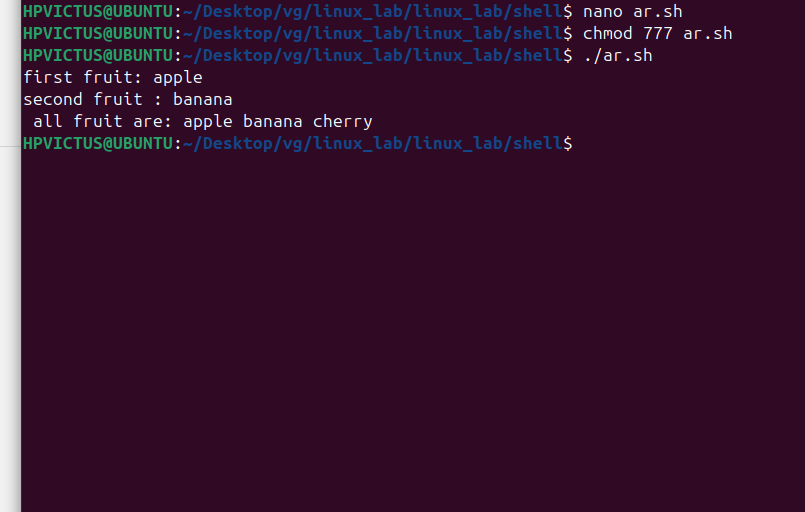 HPVICTUS@UBUNTU:~/Desktop/vg/linux_lab/linux_lab/shell$ nano ar.sh
HPVICTUS@UBUNTU:~/Desktop/vg/linux_lab/linux_lab/shell$ chmod 777 ar.sh
HPVICTUS@UBUNTU:~/Desktop/vg/linux_lab/linux_lab/shell$ ./ar.sh
first fruit: apple
second fruit : banana
 all fruit are: apple banana cherry
HPVICTUS@UBUNTU:~/Desktop/vg/linux_lab/linux_lab/shell$